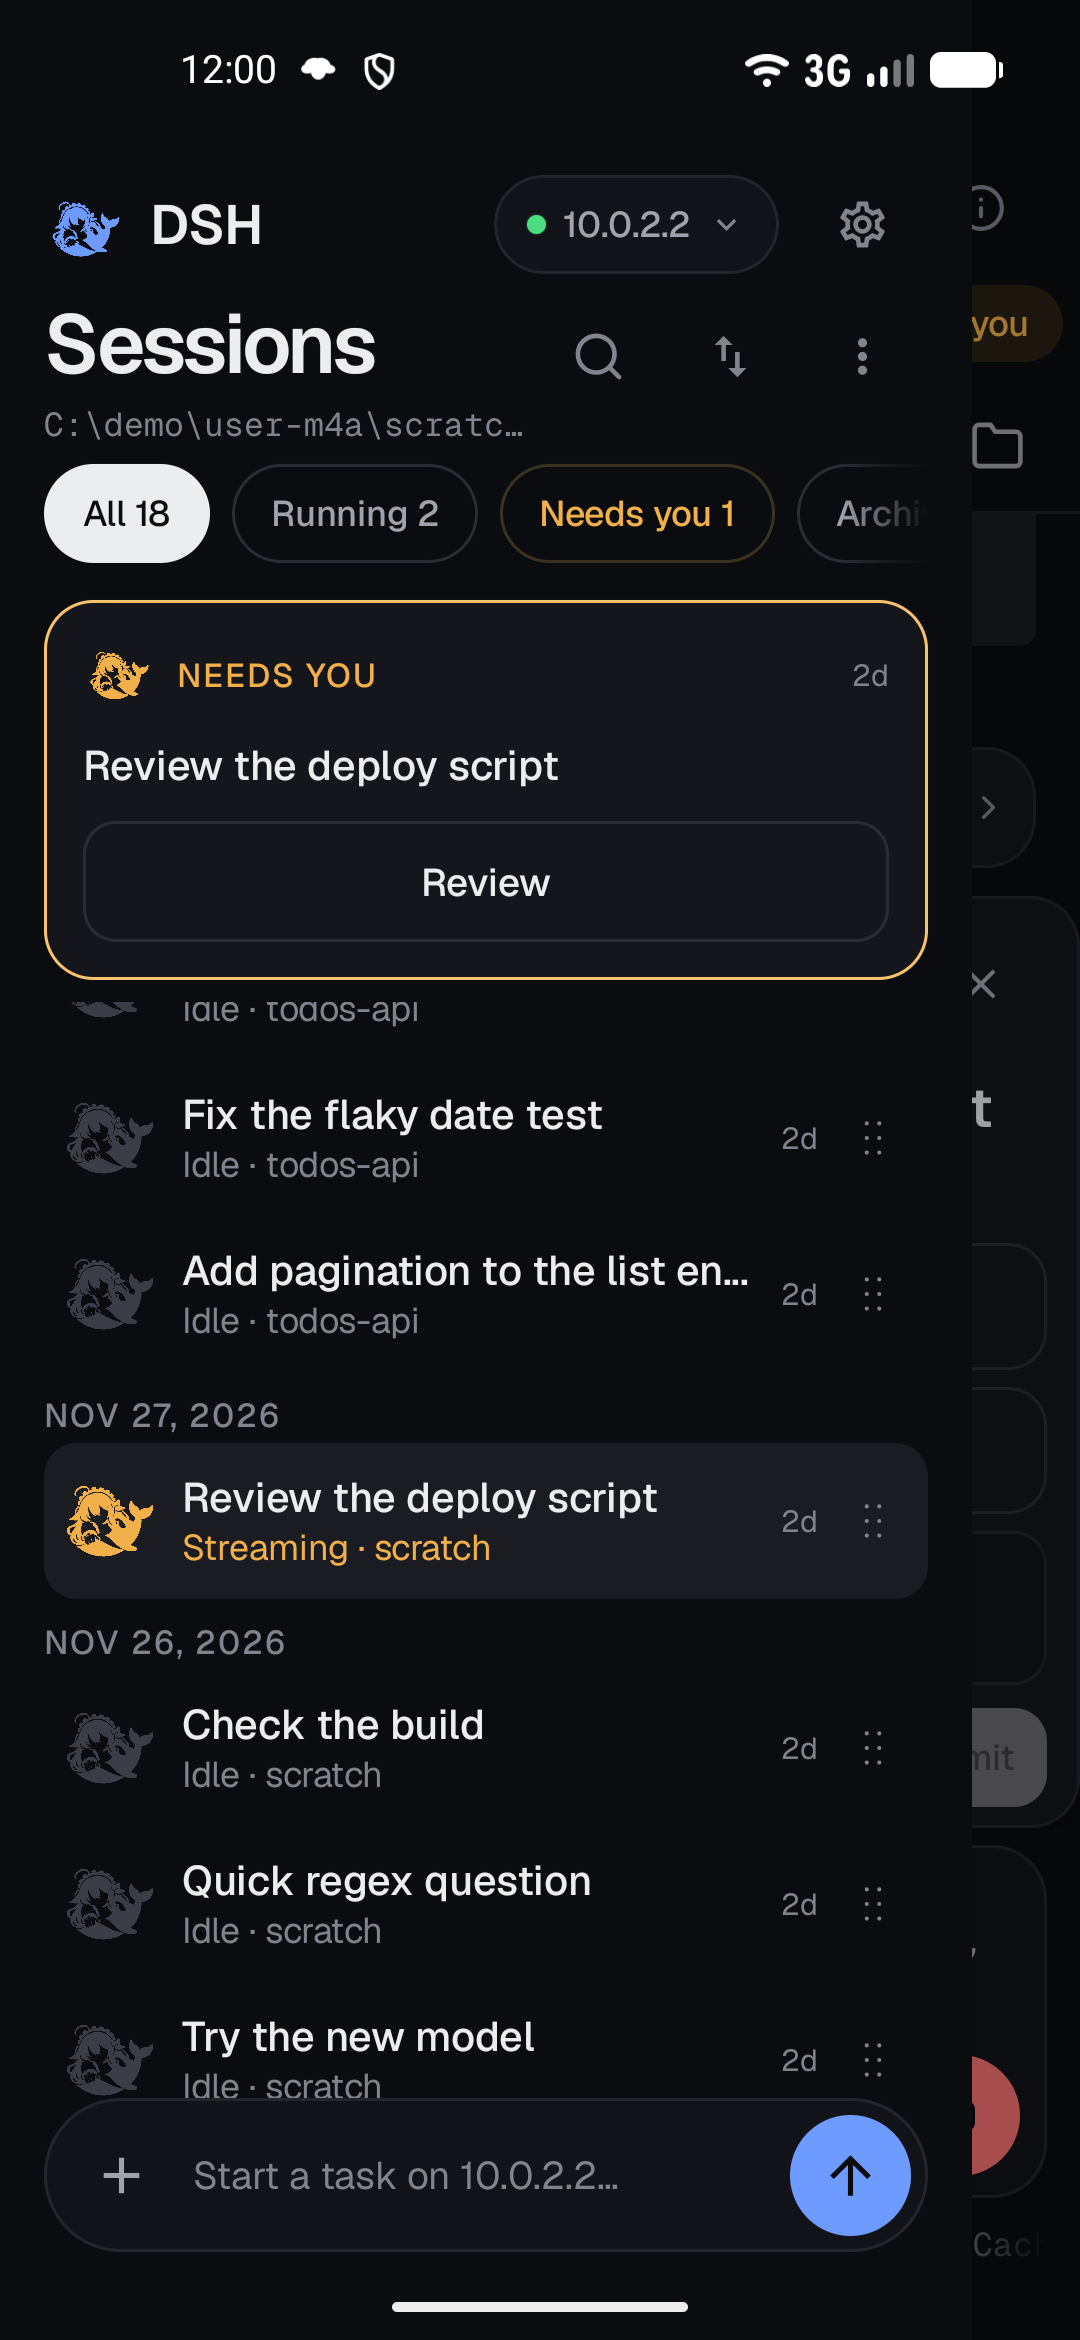 12:00
3G
DSH
10.0.2.2
Sessions
you
C:\demo\user-m4a\scratc…
All 18
Running 2
Needs you 1
Archi
NEEDS YOU
2d
Review the deploy script
Review
Idle · todos-api
Fix the flaky date test
2d
Idle · todos-api
t
Add pagination to the list en...
2d
Idle · todos-api
NOV 27, 2026
Review the deploy script
2d
Streaming · scratch
NOV 26, 2026
Check the build
2d
Idle · scratch
mit
Quick regex question
2d
Idle · scratch
Try the new model
2d
Idle · scratch
Start a task on 10.0.2.2...
Cach